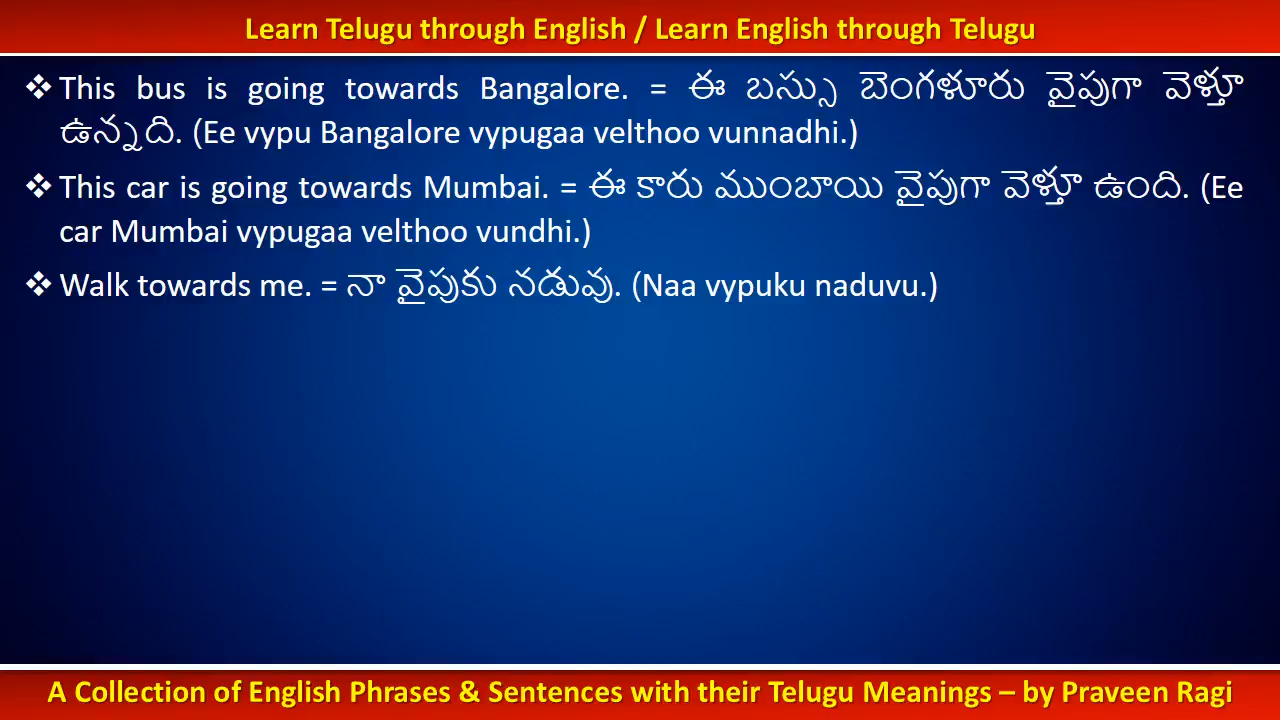 Learn Telugu through English / Learn English through Telugu
❖ This bus is going towards Bangalore. = ఈ బస్సు బెంగళూరు వైపుగా వెళ్తూ
ఉన్నది. (Ee vypu Bangalore vypugaa velthoo vunnadhi.)
❖ This car is going towards Mumbai. = ఈ కారు ముంబాయి వైపుగా వెళ్తూ ఉంది. (Ee
car Mumbai vypugaa velthoo vundhi.)
❖ Walk towards me. = నా వైపుకు నడువు. (Naa vypuku naduvu.)
A Collection of English Phrases & Sentences with their Telugu Meanings – by Praveen Ragi